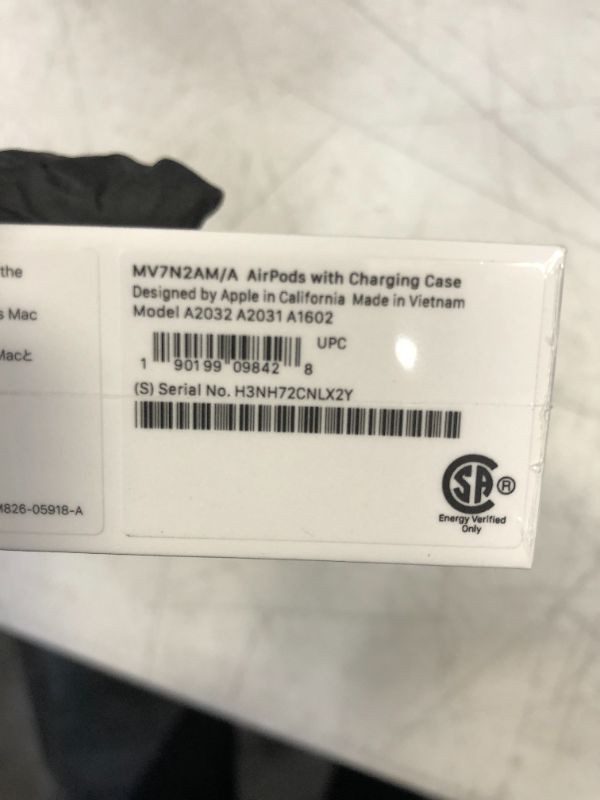 the
s Mac
Macと
M826-05918-A
MV7N2AM/A AirPods with Charging Case
Designed by Apple in California Made in Vietnam
Model A2032 A2031 A1602
UPC
1 90199 09842 8
(S) Serial No. H3NH72CNLX2Y
SA ®
Energy Verified
Only